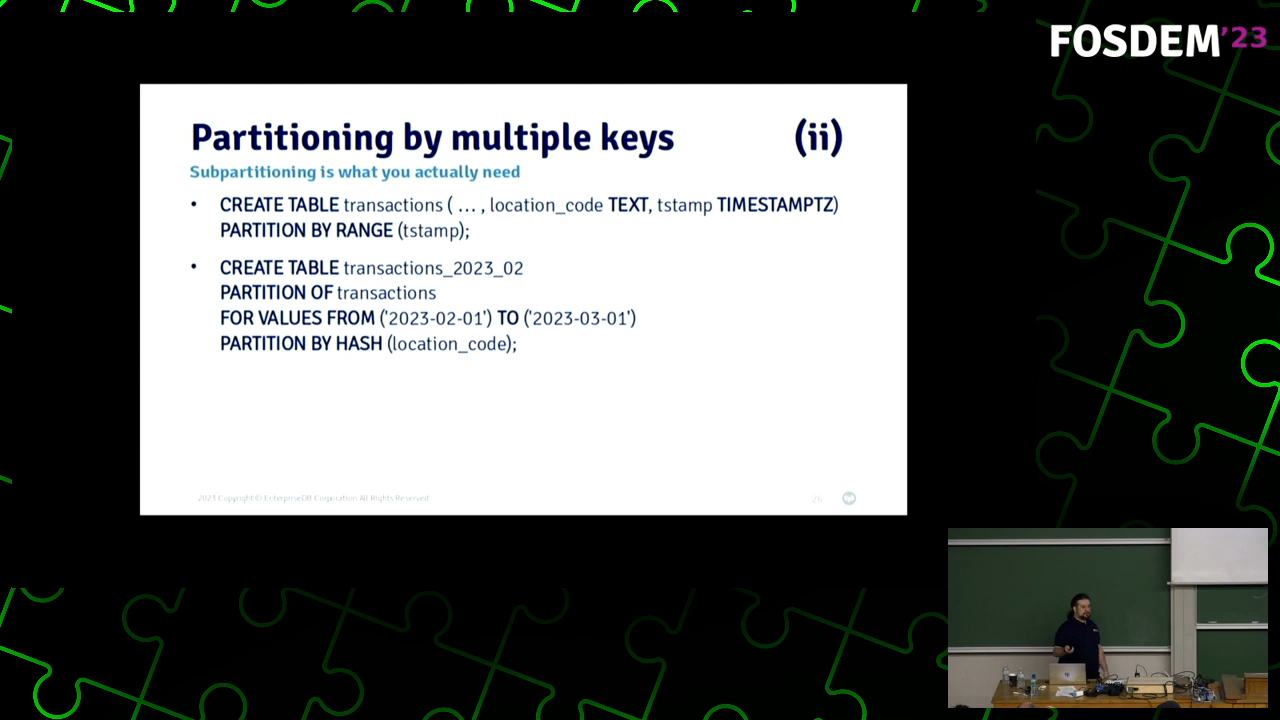 FOSDEM'23
Partitioning by multiple keys (ii)
Subpartitioning is what you actually need
• CREATE TABLE transactions ( … , location_code TEXT, tstamp TIMESTAMPTZ)
PARTITION BY RANGE (tstamp);
• CREATE TABLE transactions_2023_02
PARTITION OF transactions
FOR VALUES FROM ('2023-02-01') TO ('2023-03-01')
PARTITION BY HASH (location_code);
2023 Copyright © EnterpriseDB Corporation All Rights Reserved
26